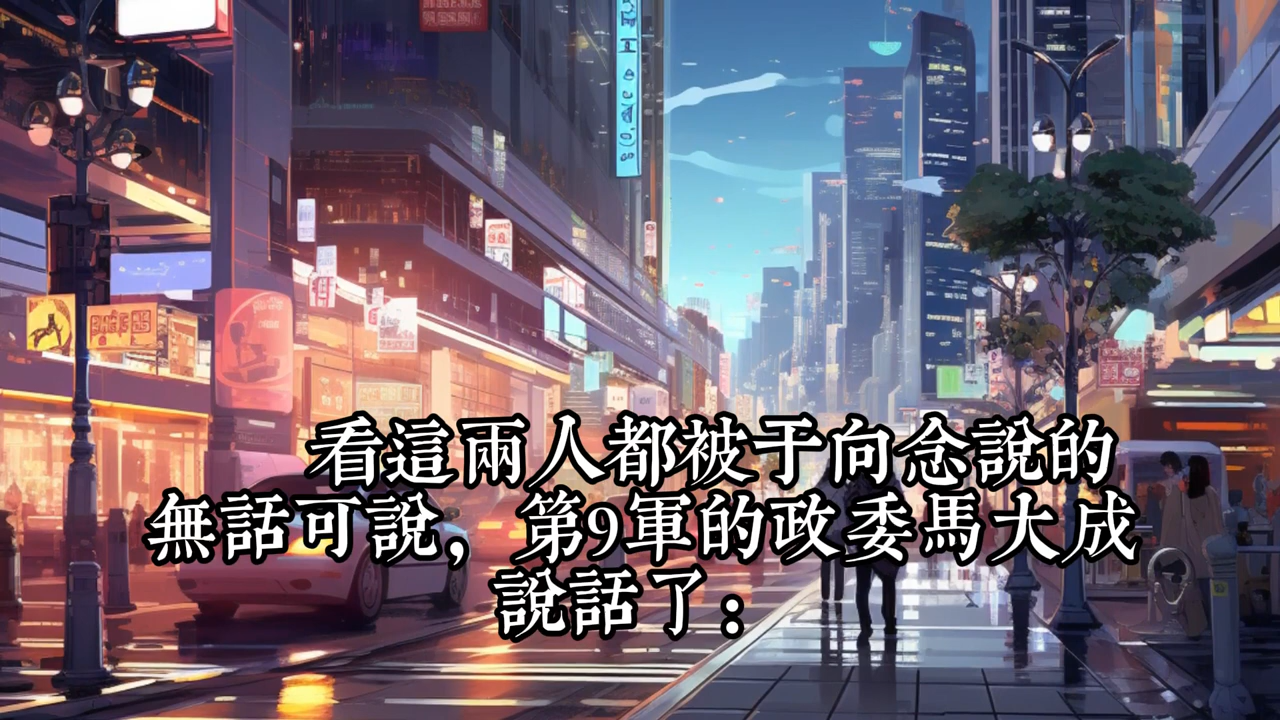 看這兩人都被于向念說的
無話可說，第9軍的政委馬大成
說話了：